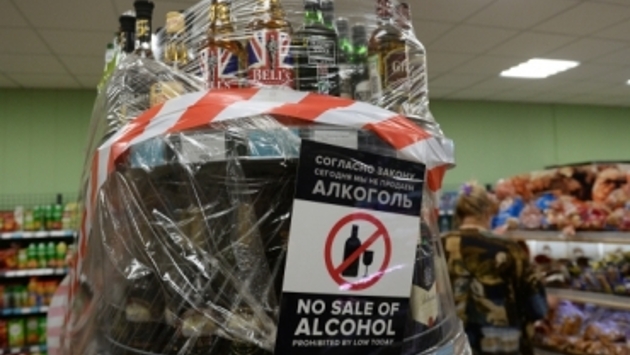 BELL'S
СОГЛАСНО ЗАКОНУ
СЕГОДНЯ МЫ НЕ ПРОДАЕМ
АЛКОГОЛЬ
NO SALE OF
ALCOHOL
PROHIBITED BY LOW TODAY